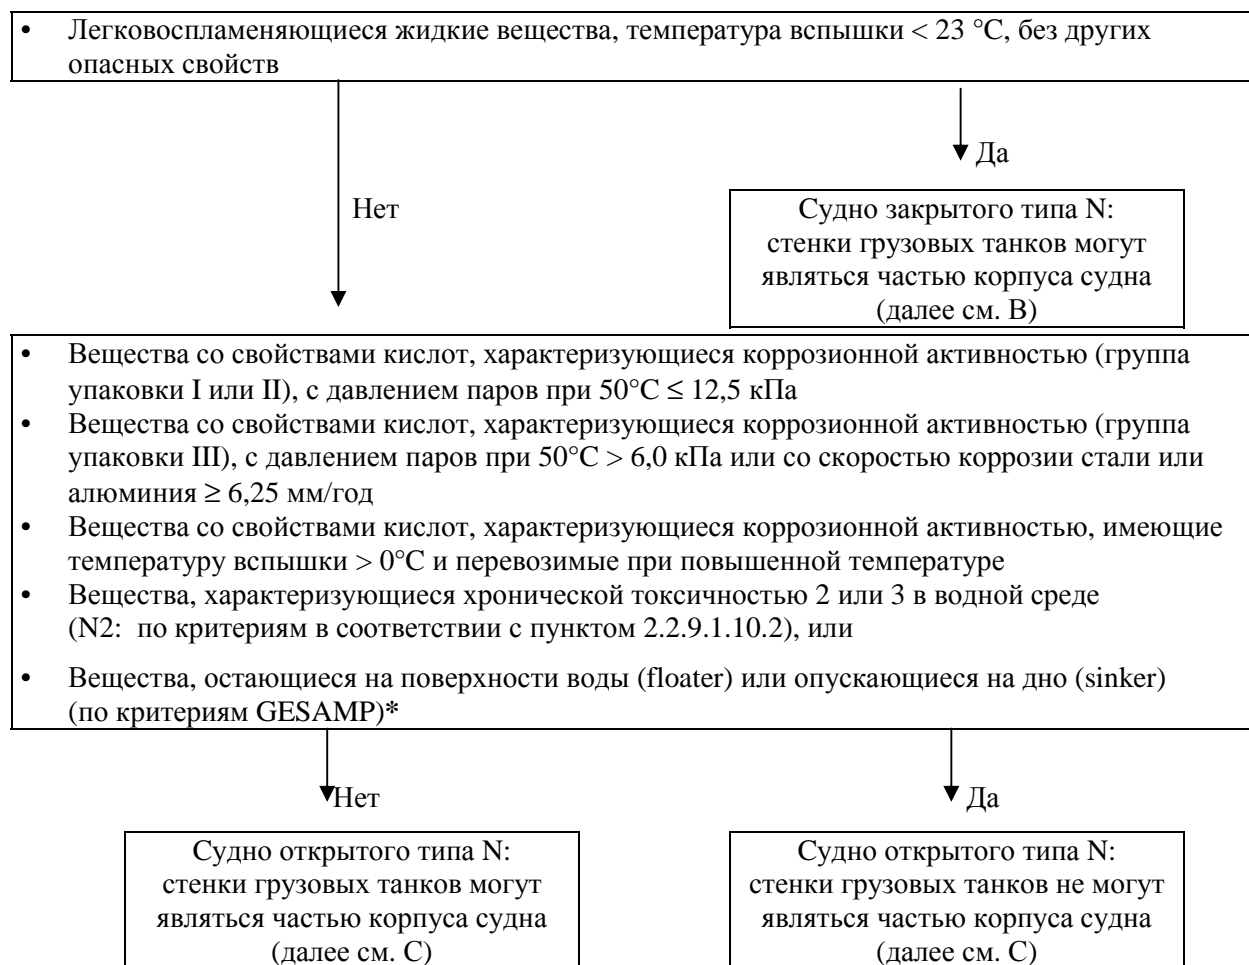 • Легковоспламеняющиеся жидкие вещества, температура вспышки < 23 °C, без других
опасных свойств
Да
Нет
Судно закрытого типа N:
стенки грузовых танков могут
являться частью корпуса судна
(далее см. В)
• Вещества со свойствами кислот, характеризующиеся коррозионной активностью (группа
упаковки I или II), с давлением паров при 50°C ≤ 12,5 кПа
• Вещества со свойствами кислот, характеризующиеся коррозионной активностью (группа
упаковки III), с давлением паров при 50°C > 6,0 кПа или со скоростью коррозии стали или
алюминия ≥ 6,25 мм/год
• Вещества со свойствами кислот, характеризующиеся коррозионной активностью, имеющие
температуру вспышки > 0°C и перевозимые при повышенной температуре
• Вещества, характеризующиеся хронической токсичностью 2 или 3 в водной среде
(N2: по критериям в соответствии с пунктом 2.2.9.1.10.2), или
• Вещества, остающиеся на поверхности воды (floater) или опускающиеся на дно (sinker)
(по критериям GESAMP)*
Нет
Да
Судно открытого типа N:
стенки грузовых танков могут
являться частью корпуса судна
(далее см. С)
Судно открытого типа N:
стенки грузовых танков не могут
являться частью корпуса судна
(далее см. С)